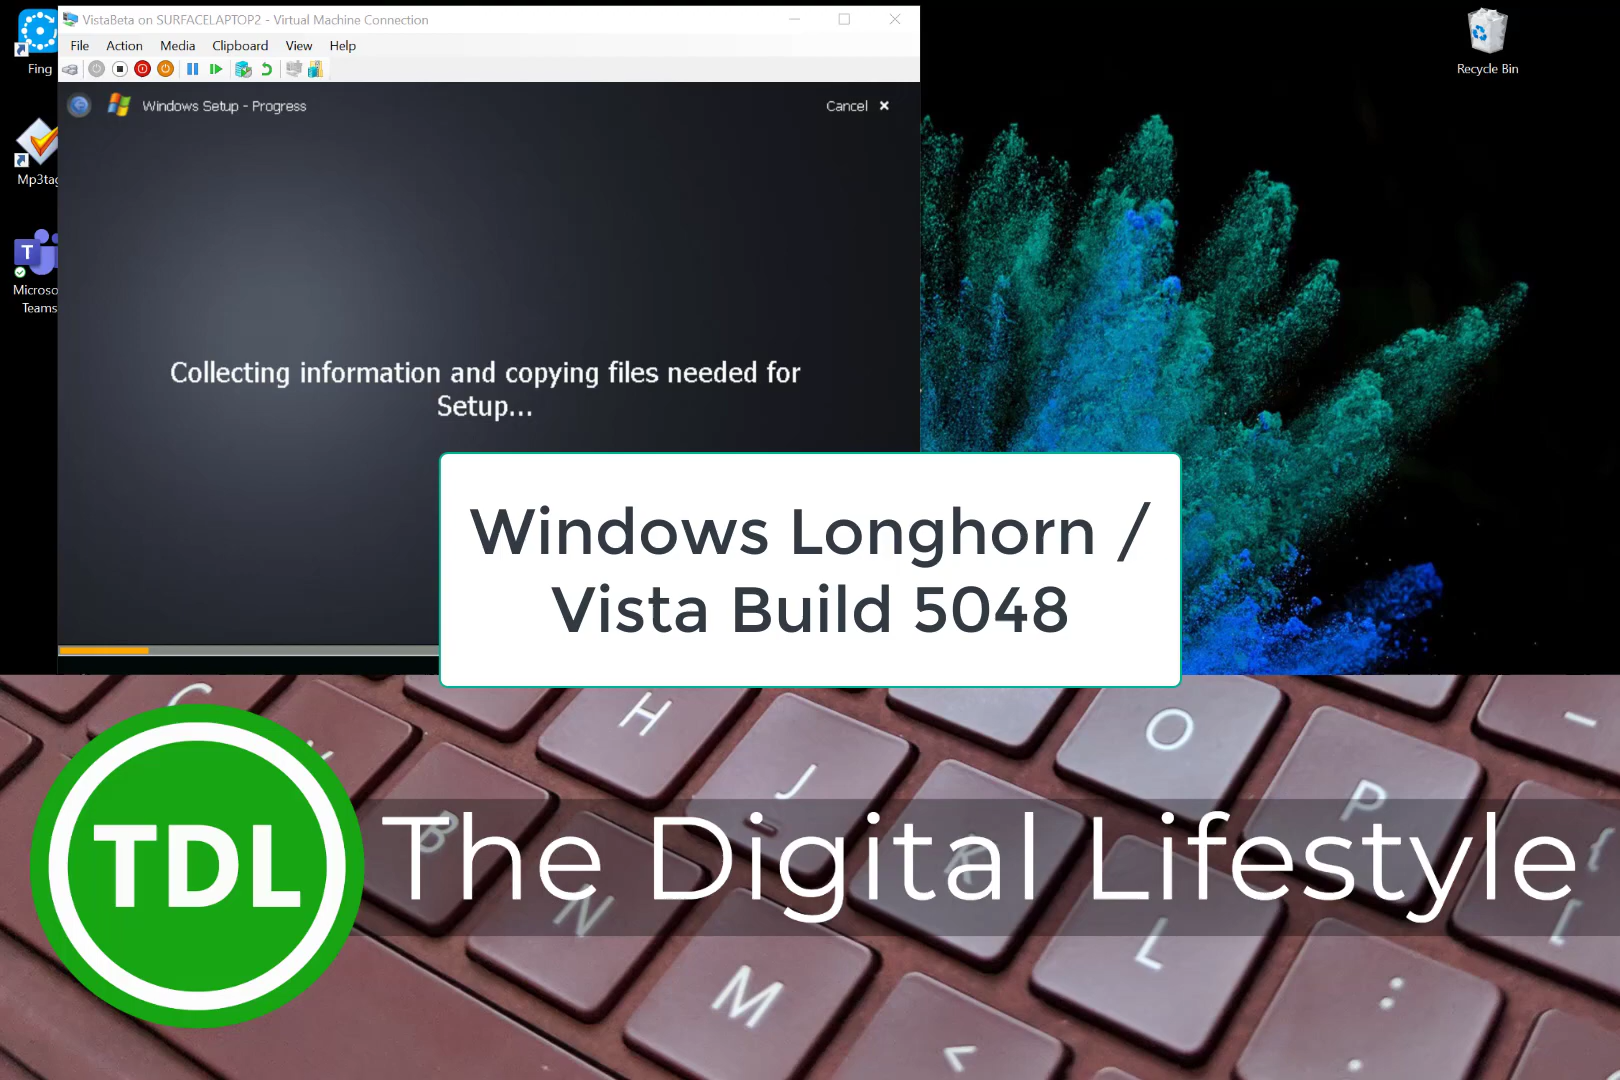 VistaBeta on SURFACELAPTOP2 - Virtual Machine Connection
File Action Media Clipboard View Help
Fing
Recycle Bin
Windows Setup - Progress
Cancel
Mp3tag
T
Microso
Teams
Collecting information and copying files needed for
Setup...
Windows Longhorn /
Vista Build 5048
H
O
J
P
B
K
N
L
M
TDL
The Digital Lifestyle